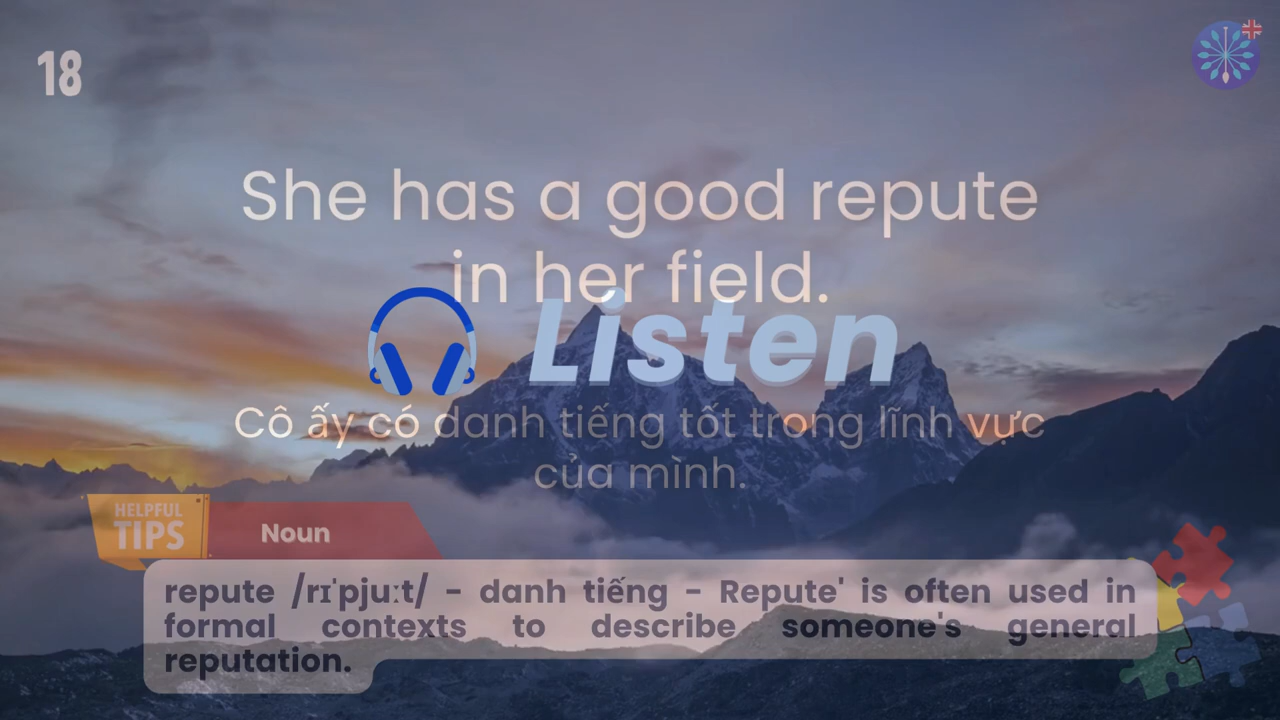 18
She has a good repute
in her field.
Listen
Cô ấy có danh tiếng tốt trong lĩnh vực
của mình.
HELPFUL
TIPS
Noun
repute /rɪˈpjuːt/ - danh tiếng - Repute' is often used in
formal contexts to describe someone's general
reputation.